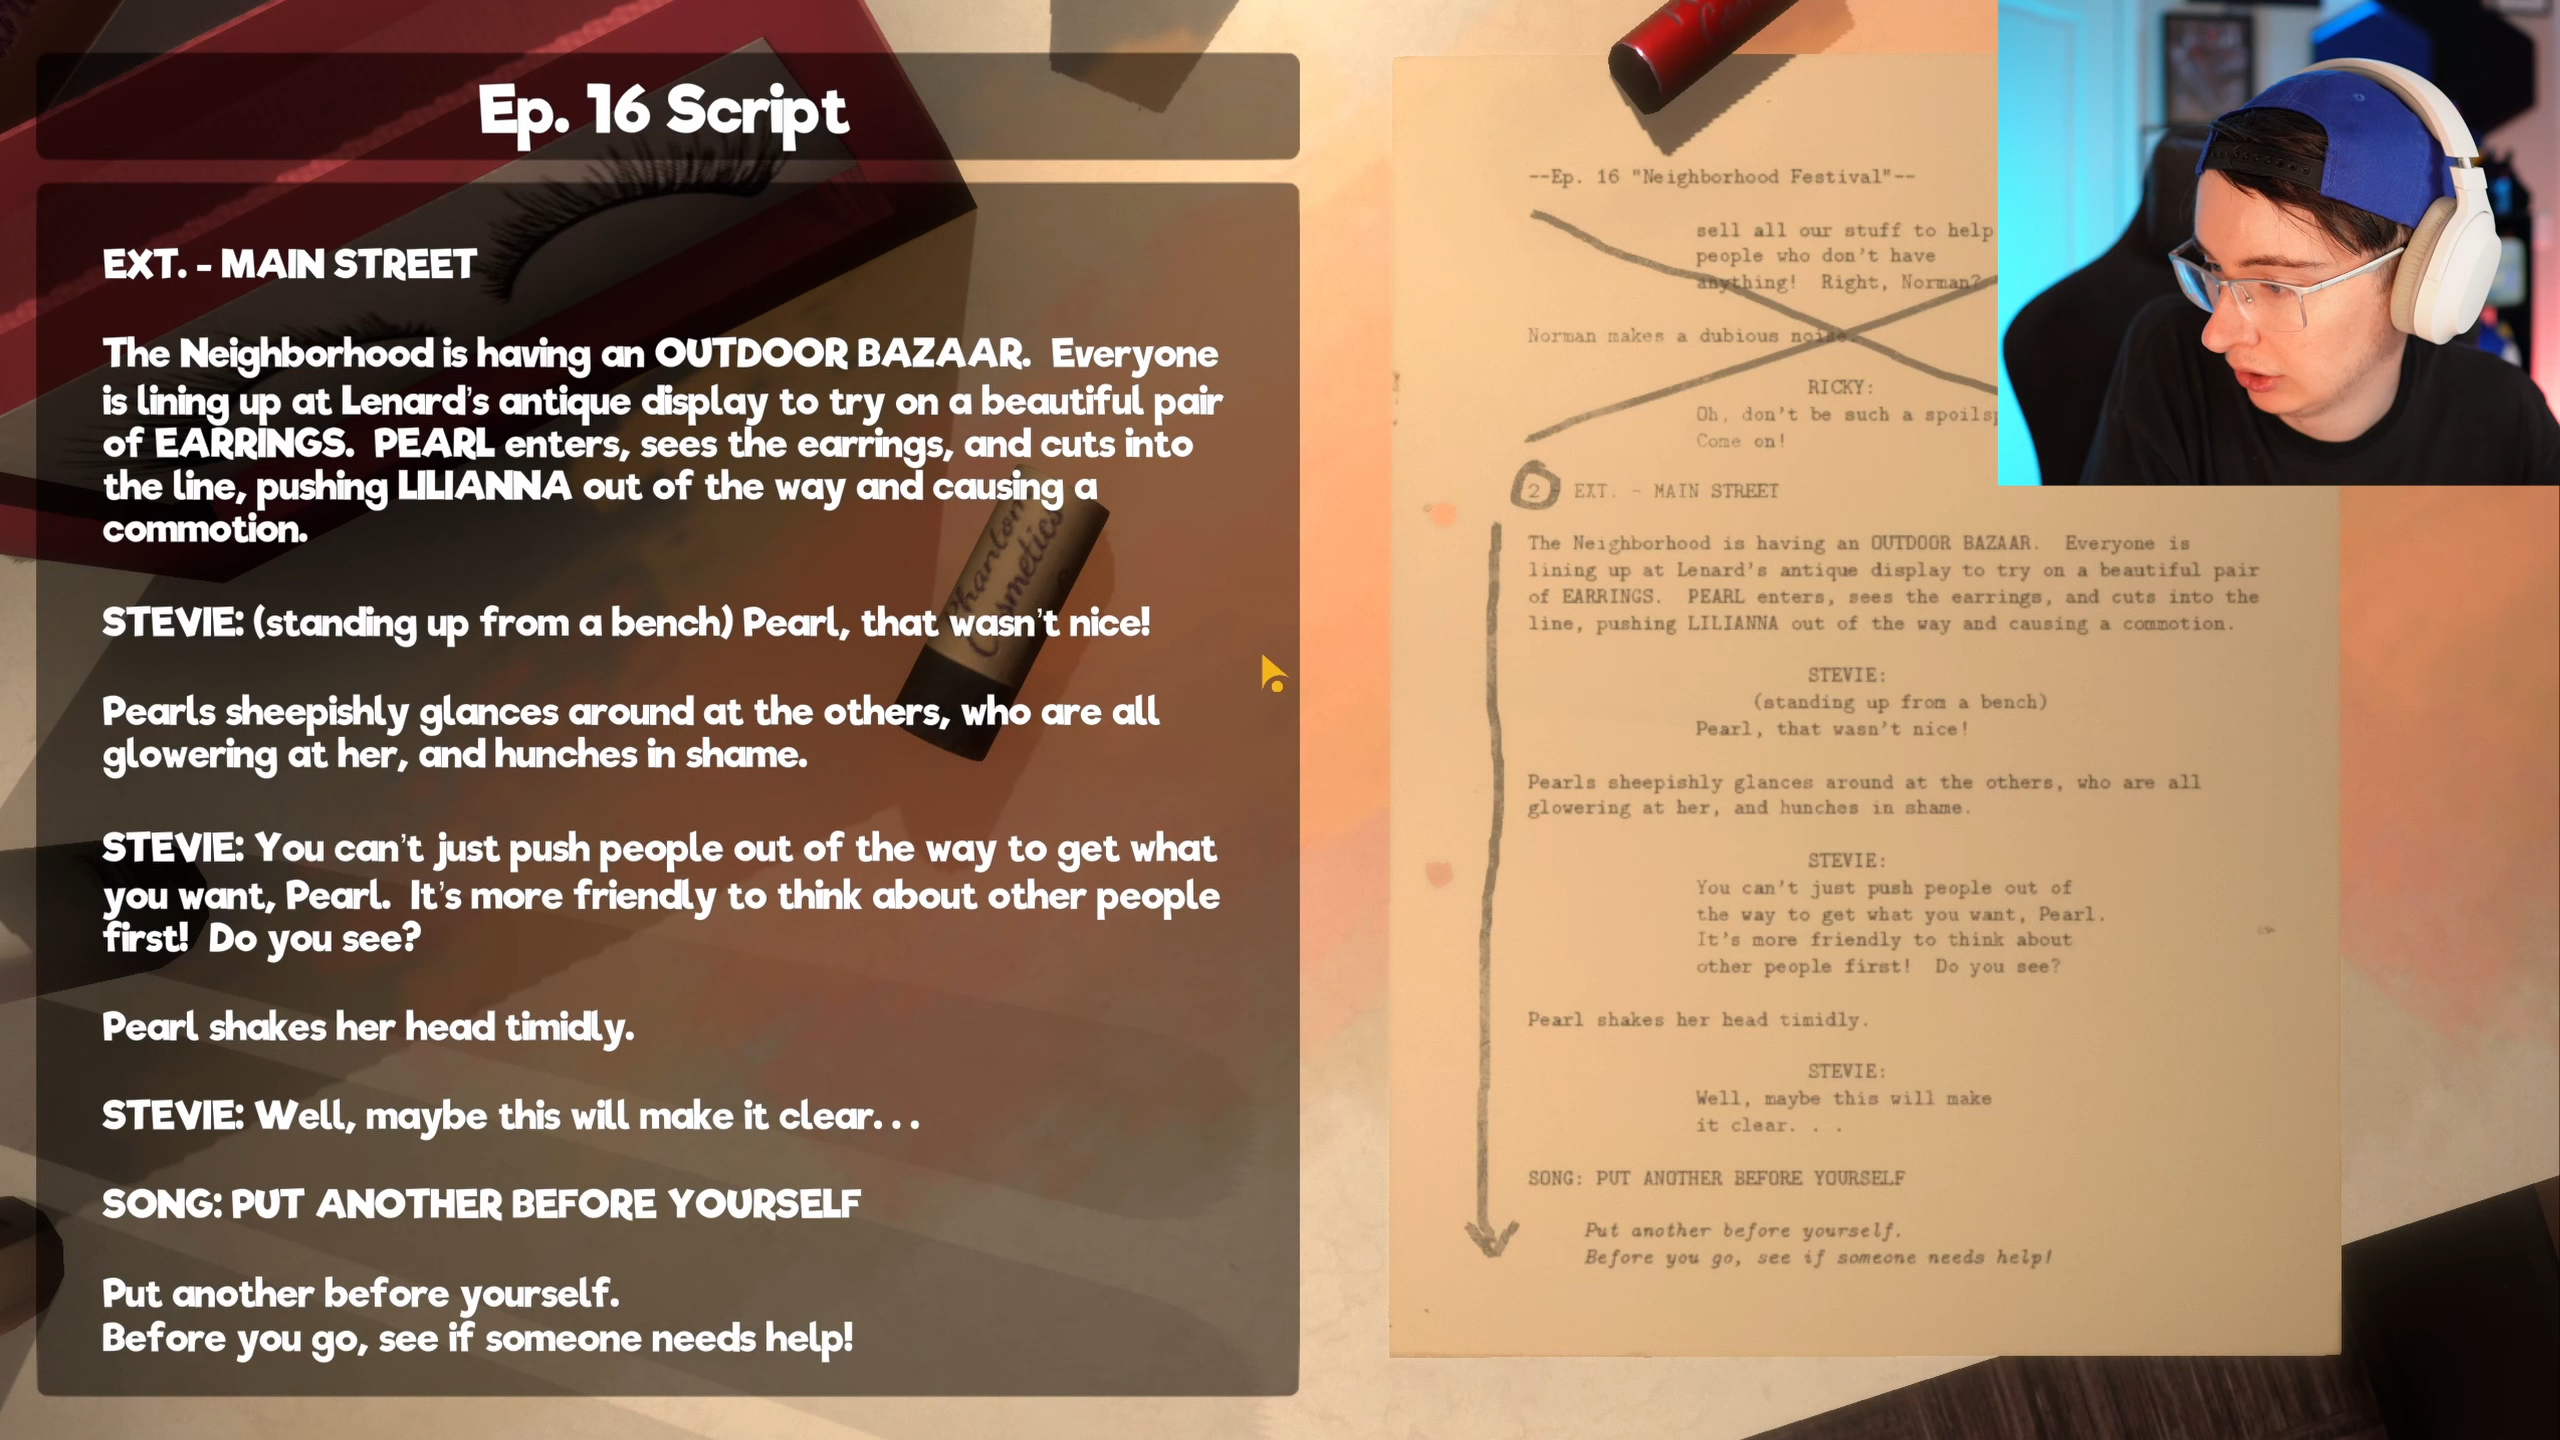 Ep. 16 Script
EXT. - MAIN STREET
The Neighborhood is having an OUTDOOR BAZAAR.  Everyone
is lining up at Lenard's antique display to try on a beautiful pair
of EARRINGS.  PEARL enters, sees the earrings, and cuts into
the line, pushing LILIANNA out of the way and causing a
commotion.
STEVIE: (standing up from a bench) Pearl, that wasn't nice!
Pearls sheepishly glances around at the others, who are all
glowering at her, and hunches in shame.
STEVIE: You can't just push people out of the way to get what
you want, Pearl.  It's more friendly to think about other people
first!  Do you see?
Pearl shakes her head timidly.
STEVIE: Well, maybe this will make it clear. . .
SONG: PUT ANOTHER BEFORE YOURSELF
Put another before yourself.
Before you go, see if someone needs help!
Phantom
Cosmetics
--Ep. 16 "Neighborhood Festival"--
sell all our stuff to help
people who don't have
anything!  Right, Norman?
Norman makes a dubious noise.
RICKY:
Oh, don't be such a
Come on!
2 EXT. - MAIN STREET
The Neighborhood is having an OUTDOOR BAZAAR.  Everyone is
lining up at Lenard's antique display to try on a beautiful pair
of EARRINGS.  PEARL enters, sees the earrings, and cuts into the
line, pushing LILIANNA out of the way and causing a commotion.
STEVIE:
(standing up from a bench)
Pearl, that wasn't nice!
Pearls sheepishly glances around at the others, who are all
glowering at her, and hunches in shame.
STEVIE:
You can't just push people out of
the way to get what you want, Pearl.
It's more friendly to think about
other people first!  Do you see?
Pearl shakes her head timidly.
STEVIE:
Well, maybe this will make
it clear. . .
SONG: PUT ANOTHER BEFORE YOURSELF
Put another before yourself.
Before you go, see if someone needs help!